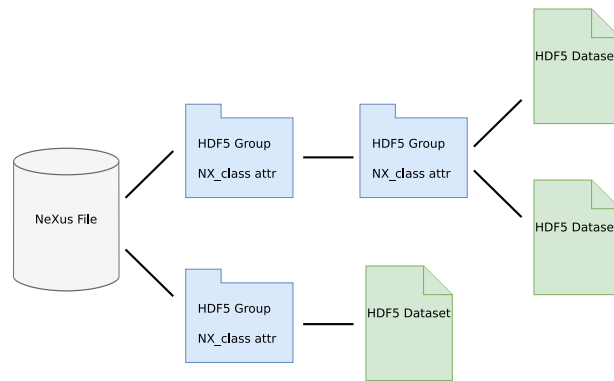 HDF5 Dataset
HDF5 Group
NX_class attr
HDF5 Group
NX_class attr
NeXus File
HDF5 Dataset
HDF5 Group
NX_class attr
HDF5 Dataset